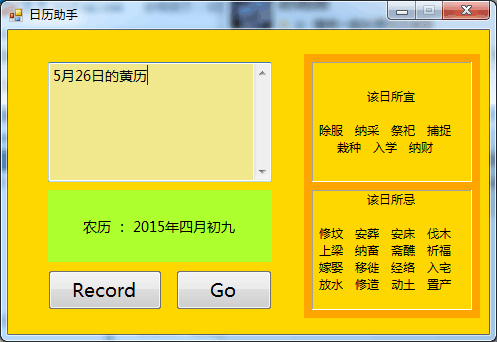 日历助手
5月26日的黄历
农历 ： 2015年四月初九
Record
Go
该日所宜
除服 纳采 祭祀 捕捉
栽种 入学 纳财
该日所忌
修坟 安葬 安床 伐木
上梁 纳畜 斋醮 祈福
嫁娶 移徙 经络 入宅
放水 修造 动土 置产